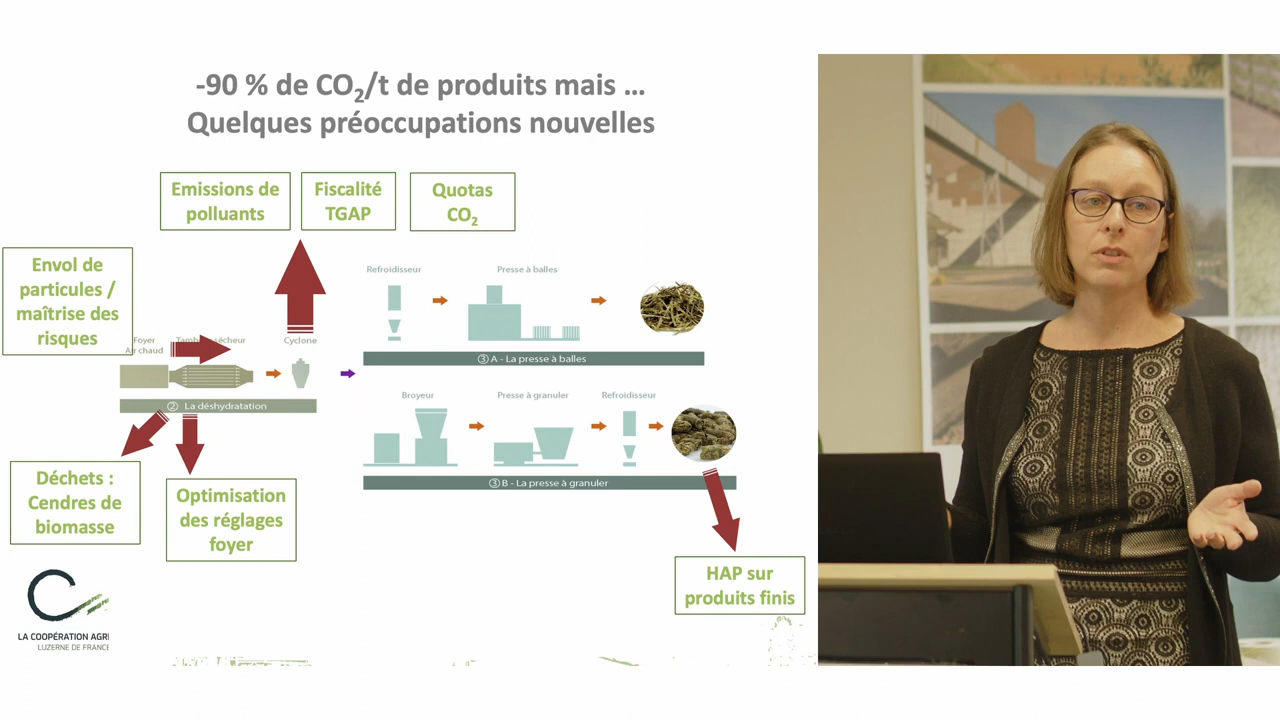 -90 % de CO₂/t de produits mais …
Quelques préoccupations nouvelles
Emissions de
polluants
Fiscalité
TGAP
Quotas
CO₂
Envol de
particules /
maîtrise des
risques
Refroidisseur
Presse à balles
Foyer
Air chaud
sécheur
Cyclone
③ A - La presse à balles
② La déshydratation
Broyeur
Presse à granuler
Refroidisseur
③ B - La presse à granuler
Déchets :
Cendres de
biomasse
Optimisation
des réglages
foyer
HAP sur
produits finis
LA COOPÉRATION AGRI
LUZERNE DE FRANCE